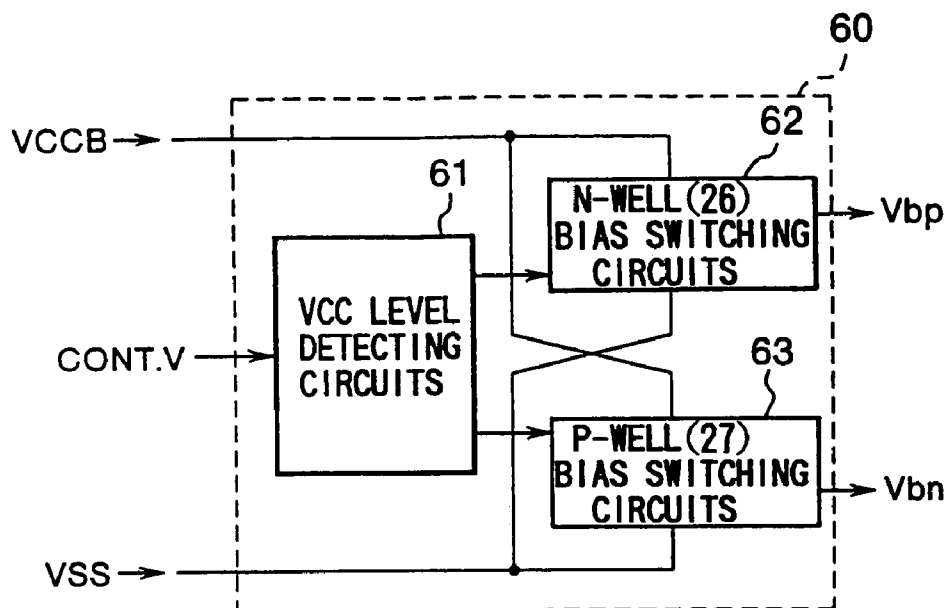 60
VCCB
62
61
N-WELL(26)
BIAS SWITCHING
CIRCUITS
Vbp
VCC LEVEL
DETECTING
CIRCUITS
CONT.V
63
P-WELL(27)
BIAS SWITCHING
CIRCUITS
Vbn
VSS